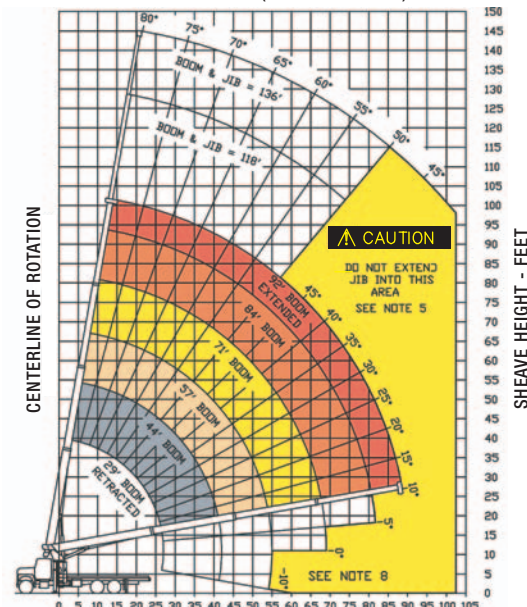 80°
75°
70°
65°
60°
55°
50°
45°
BOOM & JIB = 136'
BOOM & JIB = 118'
CAUTION
DO NOT EXTEND
JIB INTO THIS
AREA
SEE NOTE 5
92' BOOM
EXTENDED
84' BOOM
71' BOOM
57' BOOM
44' BOOM
29' BOOM
RETRACTED
45°
40°
35°
30°
25°
20°
15°
10°
5°
0°
-10°
SEE NOTE 8
CENTERLINE OF ROTATION
SHEAVE HEIGHT - FEET
150
145
140
135
130
125
120
115
110
105
100
95
90
85
80
75
70
65
60
55
50
45
40
35
30
25
20
15
10
5
0
0 5 10 15 20 25 30 35 40 45 50 55 60 65 70 75 80 85 90 95 100 105